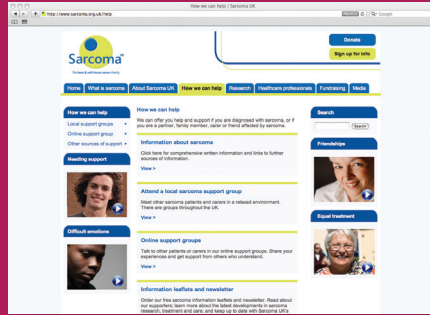 How we can help | Sarcoma UK
http://www.sarcoma.org.uk/help
Google
Sarcoma UK
The bone & soft tissue cancer charity
Donate
Sign up for info
Home
What is sarcoma
About Sarcoma UK
How we can help
Research
Healthcare professionals
Fundraising
Media
How we can help
Local support groups
Online support group
Other sources of support
Needing support
Difficult emotions
How we can help
We can offer you help and support if you are diagnosed with sarcoma, or if
you are a partner, family member, carer or friend affected by sarcoma.
Information about sarcoma
Click here for comprehensive written information and links to further
sources of information.
View >
Attend a local sarcoma support group
Meet other sarcoma patients and carers in a relaxed environment.
There are groups throughout the UK.
View >
Online support groups
Talk to other patients or carers in our online support groups. Share your
experiences and get support from others who understand.
View >
Information leaflets and newsletter
Order our free sarcoma information leaflets and newsletter. Read about
our supporters; learn more about the latest developments in sarcoma
research, treatment and care, and keep up to date with Sarcoma UK's
Search
Search
Friendships
Equal treatment